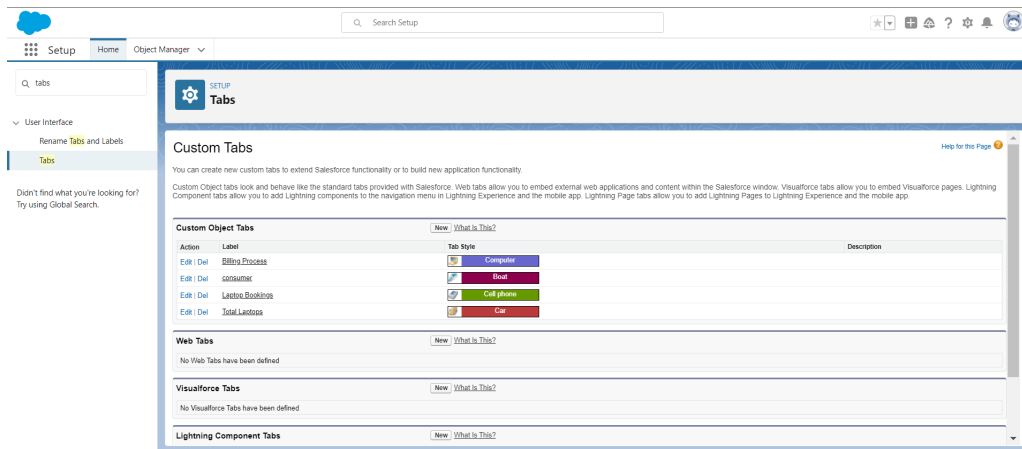 Search Setup
Setup
Home
Object Manager
tabs
User Interface
Rename Tabs and Labels
Tabs
Didn't find what you're looking for?
Try using Global Search.
SETUP
Tabs
Custom Tabs
Help for this Page
You can create new custom tabs to extend Salesforce functionality or to build new application functionality.
Custom Object tabs look and behave like the standard tabs provided with Salesforce. Web tabs allow you to embed external web applications and content within the Salesforce window. Visualforce tabs allow you to embed Visualforce pages. Lightning
Component tabs allow you to add Lightning components to the navigation menu in Lightning Experience and the mobile app. Lightning Page tabs allow you to add Lightning Pages to Lightning Experience and the mobile app.
Custom Object Tabs New What Is This?
Action Label Tab Style Description
Edit | Del Billing Process Computer
Edit | Del consumer Boat
Edit | Del Laptop Bookings Cell phone
Edit | Del Total Laptops Car
Web Tabs New What Is This?
No Web Tabs have been defined
Visualforce Tabs New What Is This?
No Visualforce Tabs have been defined
Lightning Component Tabs New What Is This?